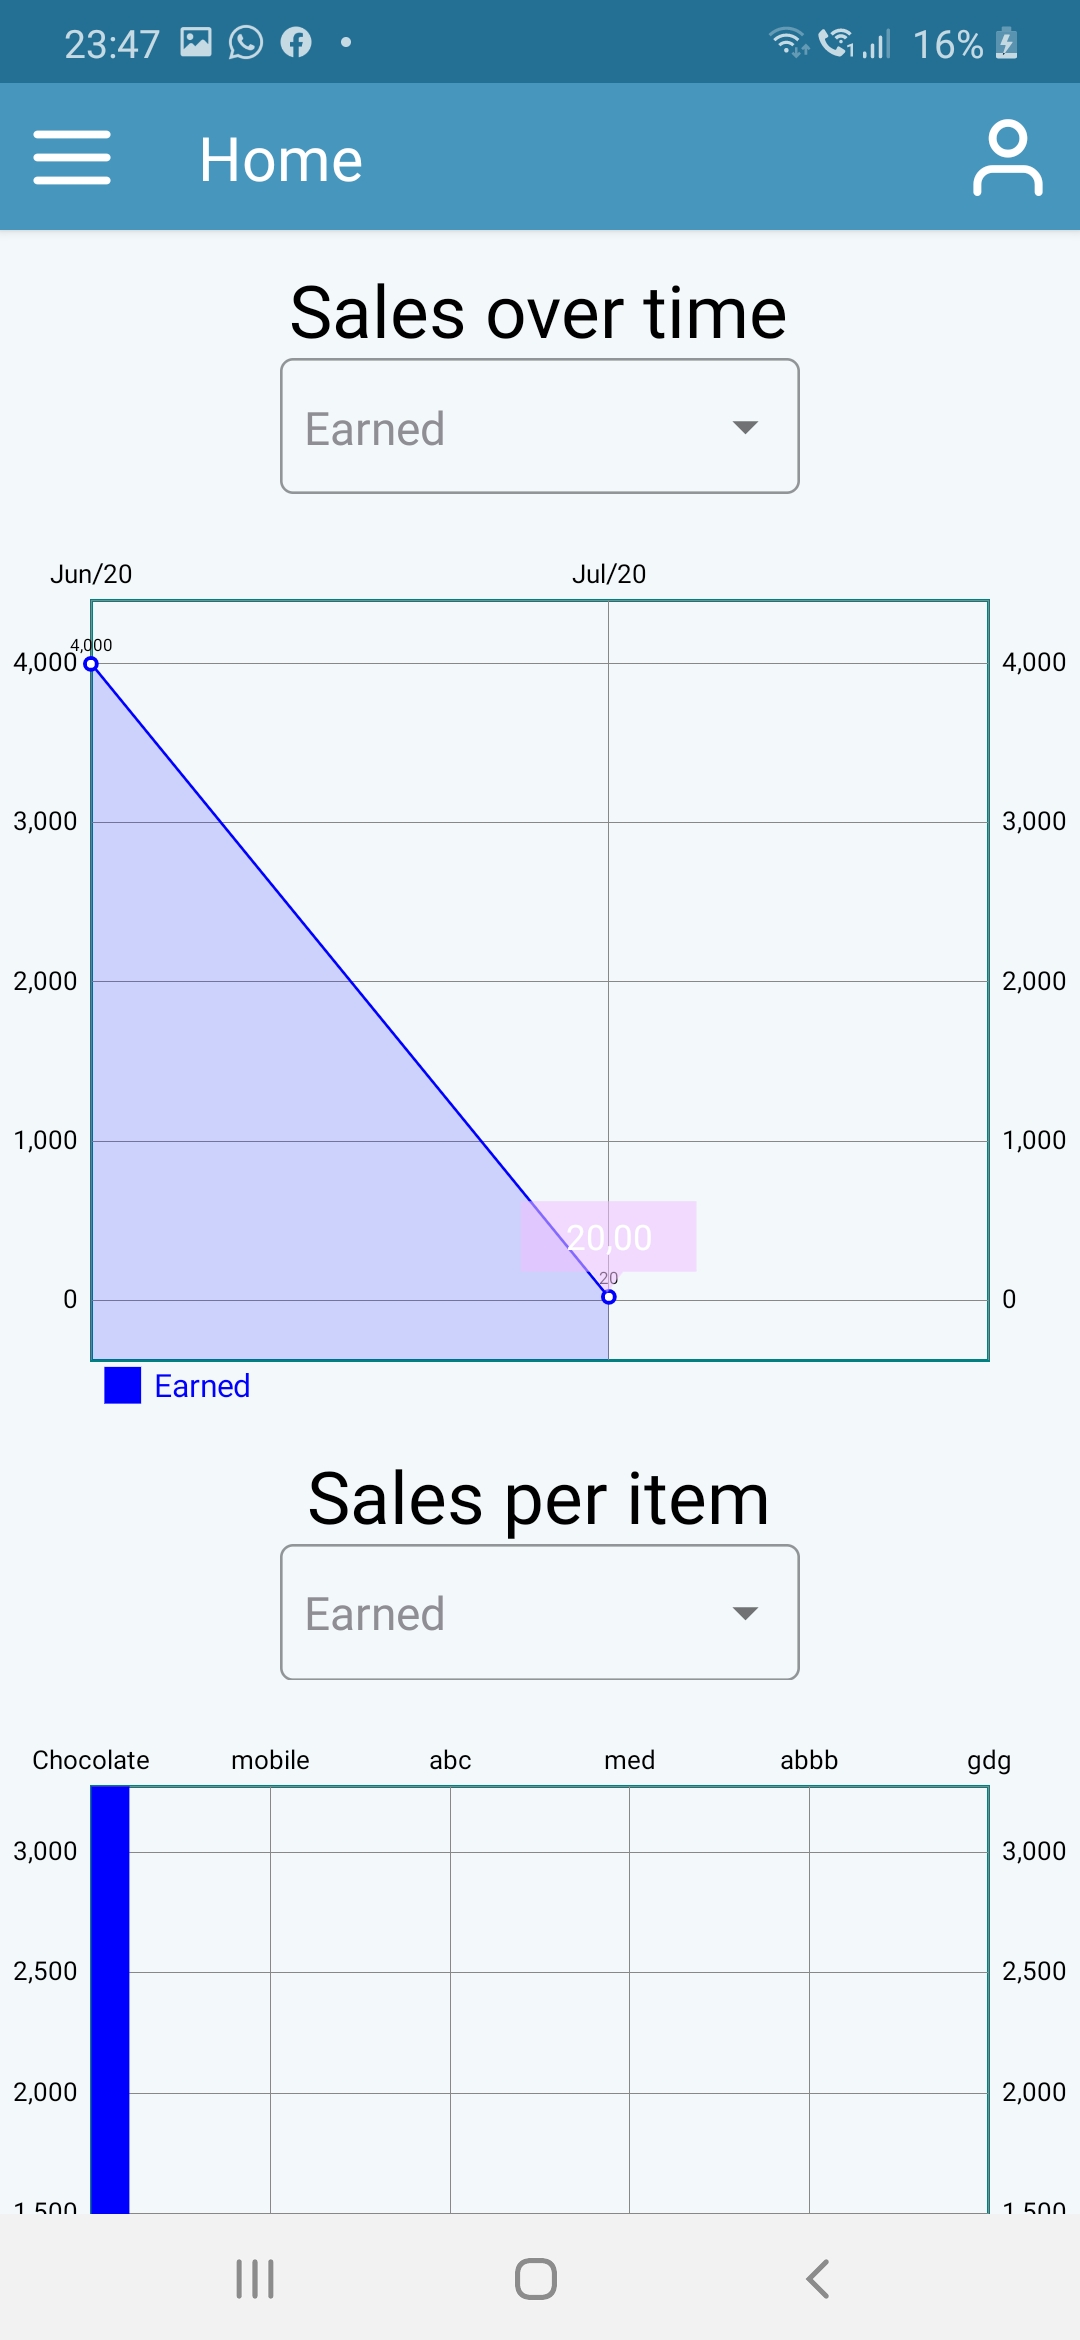 23:47 16%
Home
Sales over time
Earned
Jun/20 Jul/20
4,000
4,000 4,000
3,000 3,000
2,000 2,000
1,000 1,000
20,00
20
0 0
Earned
Sales per item
Earned
Chocolate mobile abc med abbb gdg
3,000 3,000
2,500 2,500
2,000 2,000
1,500 1,500